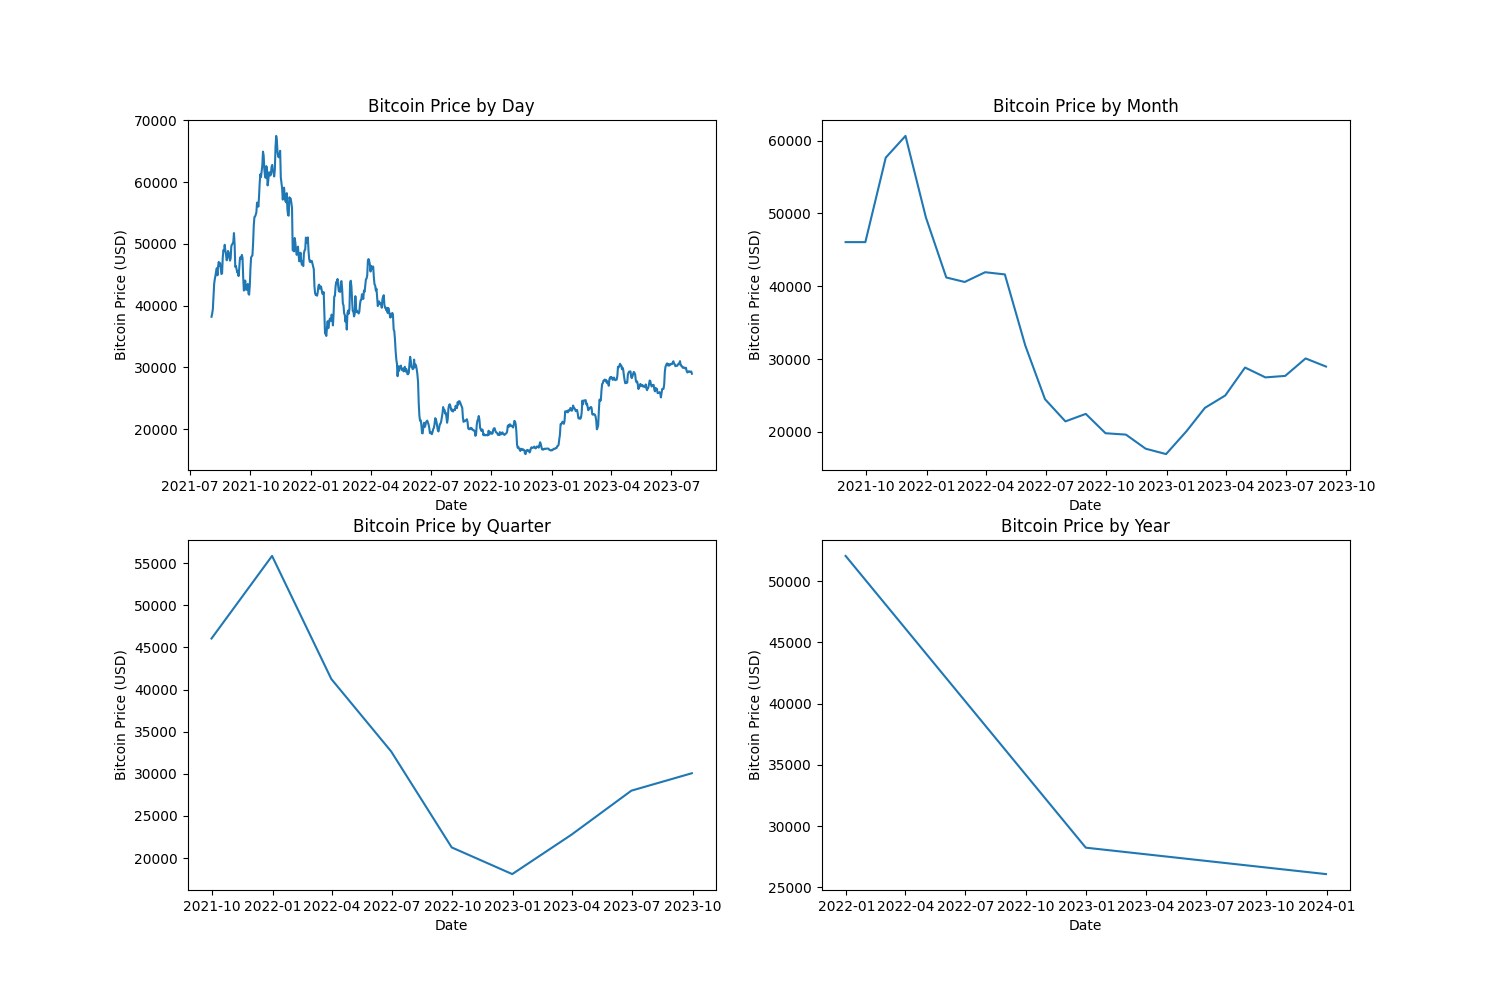 Bitcoin Price by Day
Bitcoin Price (USD)
70000
60000
50000
40000
30000
20000
2021-07 2021-10 2022-01 2022-04 2022-07 2022-10 2023-01 2023-04 2023-07
Date
Bitcoin Price by Month
Bitcoin Price (USD)
60000
50000
40000
30000
20000
2021-10 2022-01 2022-04 2022-07 2022-10 2023-01 2023-04 2023-07 2023-10
Date
Bitcoin Price by Quarter
Bitcoin Price (USD)
55000
50000
45000
40000
35000
30000
25000
20000
2021-10 2022-01 2022-04 2022-07 2022-10 2023-01 2023-04 2023-07 2023-10
Date
Bitcoin Price by Year
Bitcoin Price (USD)
50000
45000
40000
35000
30000
25000
2022-01 2022-04 2022-07 2022-10 2023-01 2023-04 2023-07 2023-10 2024-01
Date